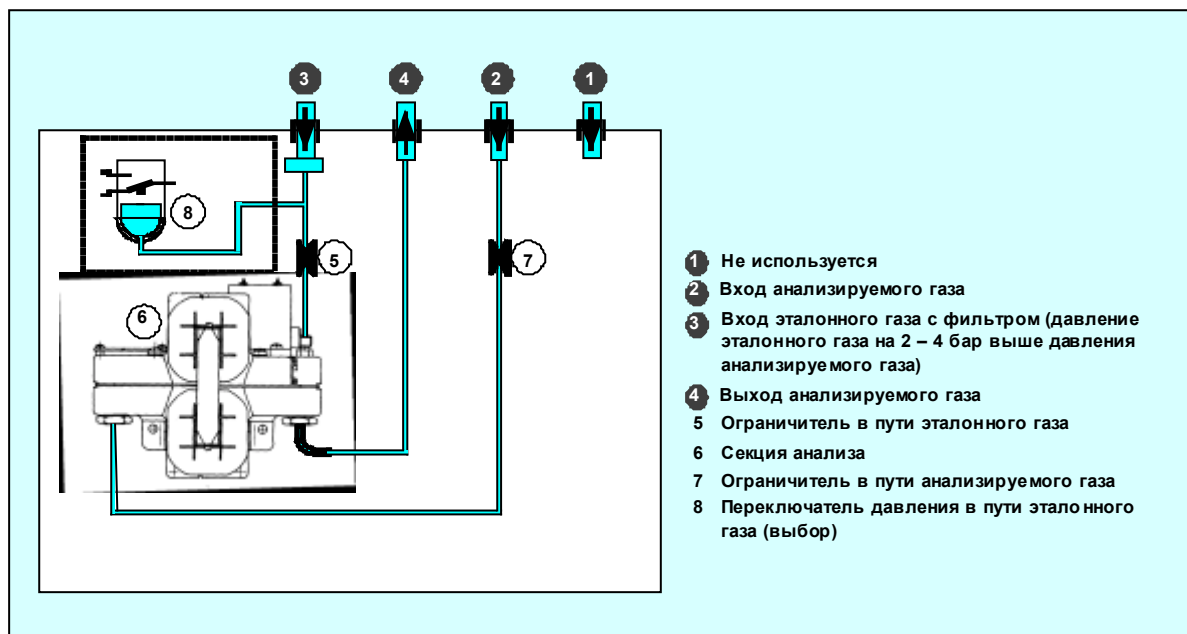 3 4 2 1
8
5 7
6
1 Не используется
2 Вход анализируемого газа
3 Вход эталонного газа с фильтром (давление
эталонного газа на 2 – 4 бар выше давления
анализируемого газа)
4 Выход анализируемого газа
5 Ограничитель в пути эталонного газа
6 Секция анализа
7 Ограничитель в пути анализируемого газа
8 Переключатель давления в пути эталонного
газа (выбор)